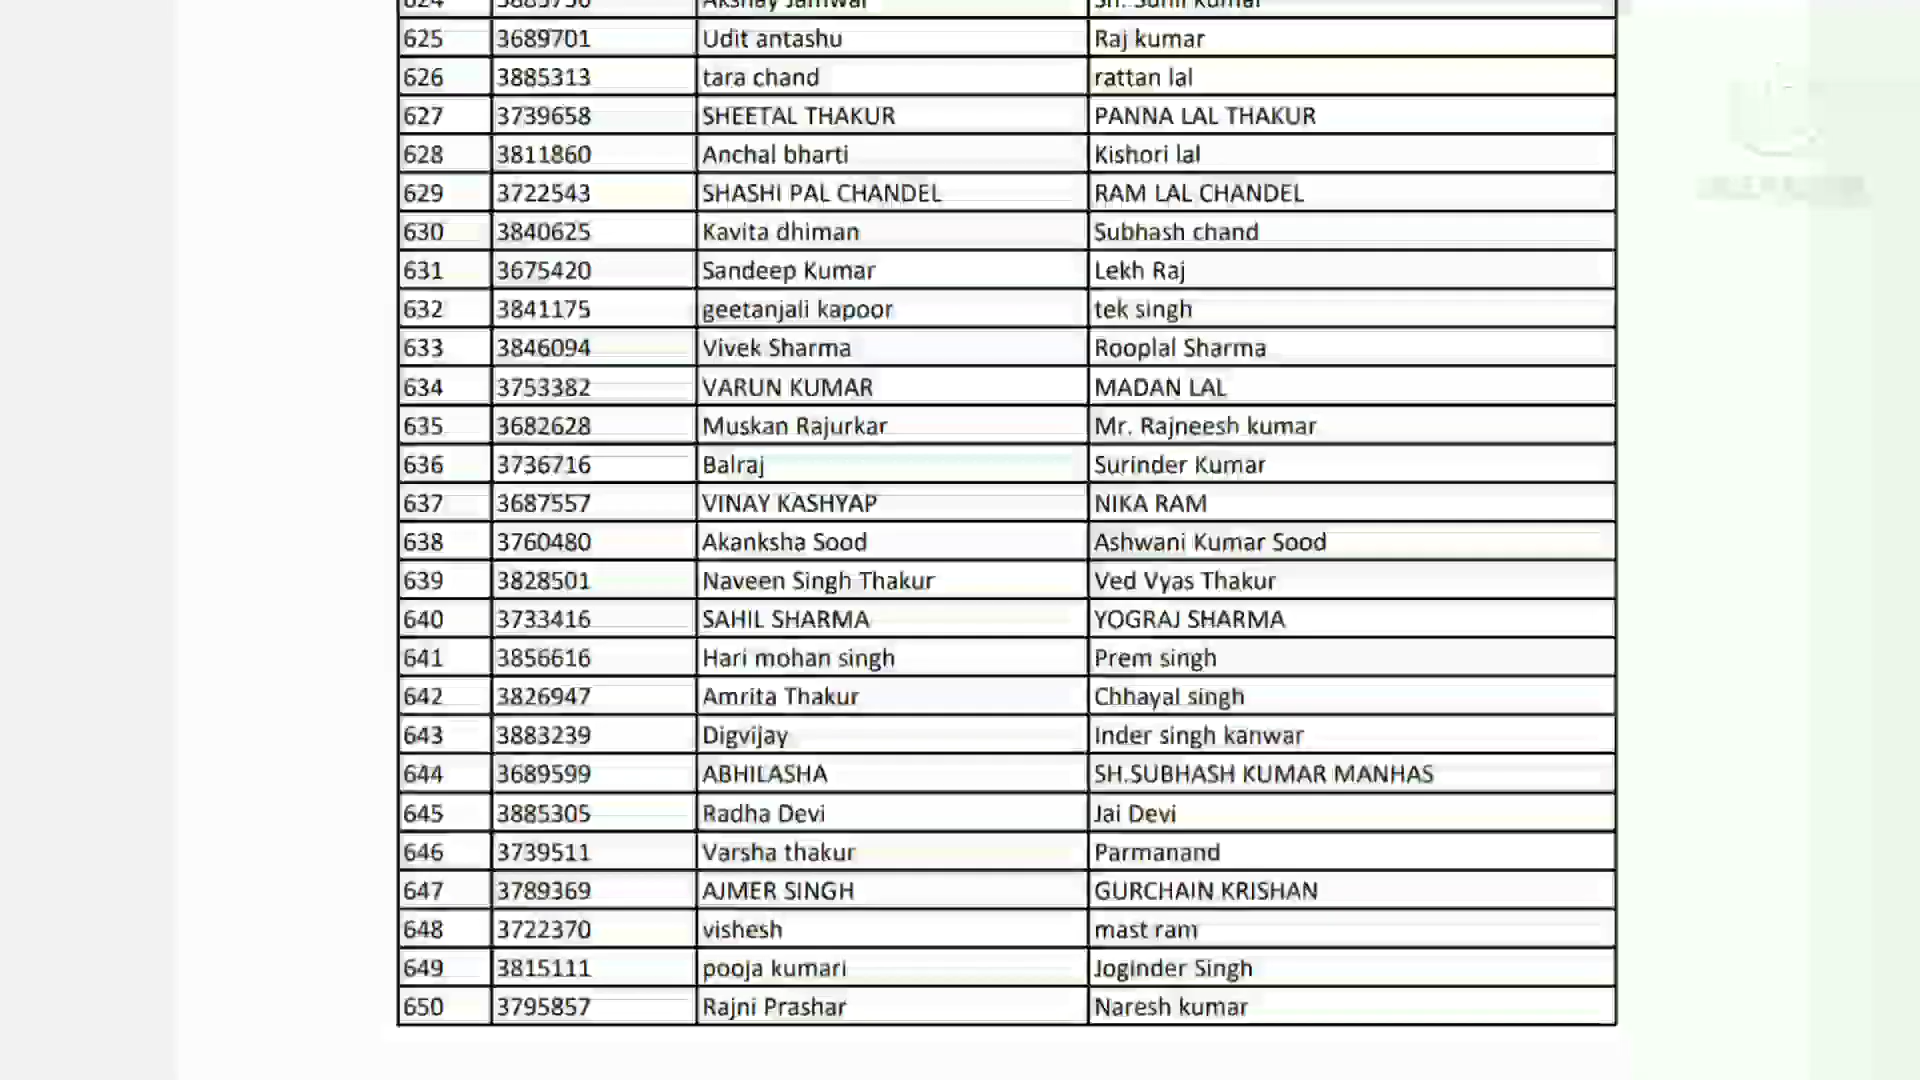 625 3689701 Udit antashu Raj kumar
626 3885313 tara chand rattan lal
627 3739658 SHEETAL THAKUR PANNA LAL THAKUR
628 3811860 Anchal bharti Kishori lal
629 3722543 SHASHI PAL CHANDEL RAM LAL CHANDEL
630 3840625 Kavita dhiman Subhash chand
631 3675420 Sandeep Kumar Lekh Raj
632 3841175 geetanjali kapoor tek singh
633 3846094 Vivek Sharma Rooplal Sharma
634 3753382 VARUN KUMAR MADAN LAL
635 3682628 Muskan Rajurkar Mr. Rajneesh kumar
636 3736716 Balraj Surinder Kumar
637 3687557 VINAY KASHYAP NIKA RAM
638 3760480 Akanksha Sood Ashwani Kumar Sood
639 3828501 Naveen Singh Thakur Ved Vyas Thakur
640 3733416 SAHIL SHARMA YOGRAJ SHARMA
641 3856616 Hari mohan singh Prem singh
642 3826947 Amrita Thakur Chhayal singh
643 3883239 Digvijay Inder singh kanwar
644 3689599 ABHILASHA SH.SUBHASH KUMAR MANHAS
645 3885305 Radha Devi Jai Devi
646 3739511 Varsha thakur Parmanand
647 3789369 AJMER SINGH GURCHAIN KRISHAN
648 3722370 vishesh mast ram
649 3815111 pooja kumari Joginder Singh
650 3795857 Rajni Prashar Naresh kumar